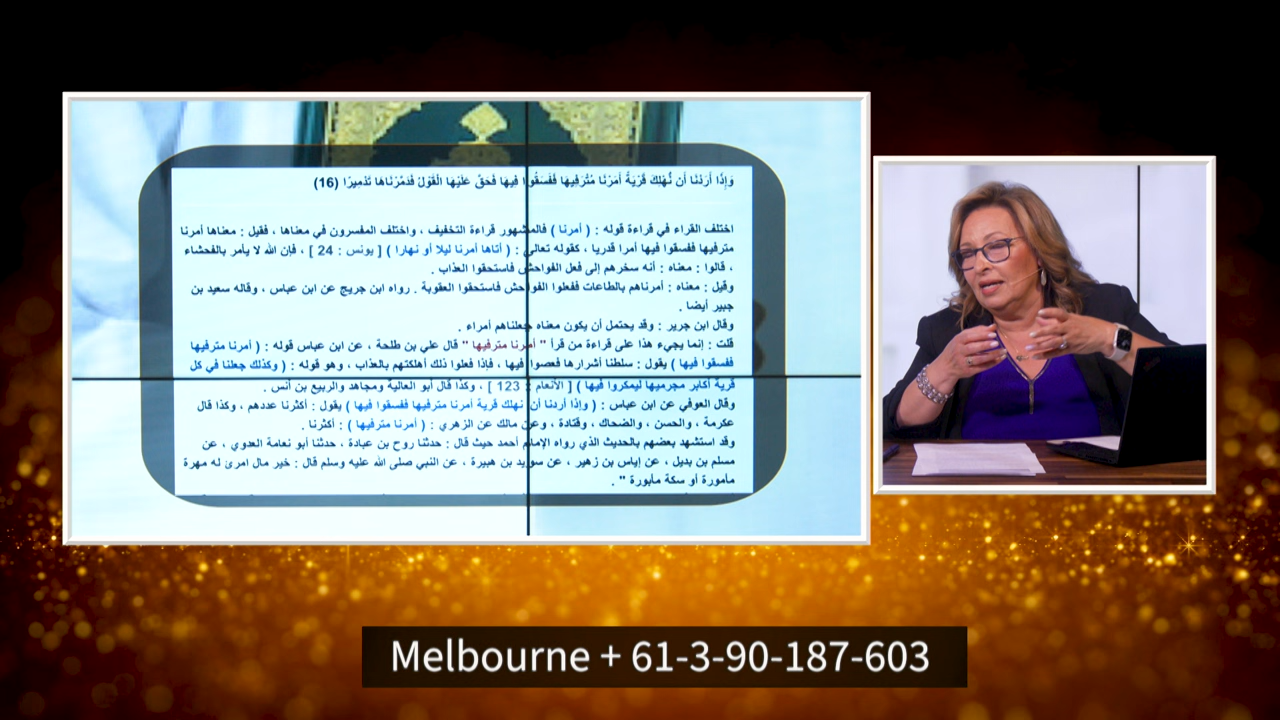 وَإِذَا أَرَدْنَا أَن نُّهْلِكَ قَرْيَةً أَمَرْنَا مُتْرَفِيهَا فَفَسَقُوا فِيهَا فَحَقَّ عَلَيْهَا الْقَوْلُ فَدَمَّرْنَاهَا تَدْمِيرًا (16)
اختلف القراء في قراءة قوله : ( أمرنا ) فالمشهور قراءة التخفيف ، واختلف المفسرون في معناها ، فقيل : معناها أمرنا
مترفيها ففسقوا فيها أمرا قدريا ، كقوله تعالى : ( أتاها أمرنا ليلا أو نهارا ) [ يونس : 24 ] ، فإن الله لا يأمر بالفحشاء
، قالوا : معناه : أنه سخرهم إلى فعل الفواحش فاستحقوا العذاب .
وقيل : معناه : أمرناهم بالطاعات ففعلوا الفواحش فاستحقوا العقوبة . رواه ابن جريج عن ابن عباس ، وقاله سعيد بن
جبير أيضا .
وقال ابن جرير : وقد يحتمل أن يكون معناه جعلناهم أمراء .
قلت : إنما يجيء هذا على قراءة من قرأ " أمرنا مترفيها " قال علي بن طلحة ، عن ابن عباس قوله : ( أمرنا مترفيها
ففسقوا فيها ) يقول : سلطنا أشرارها فعصوا فيها ، فإذا فعلوا ذلك أهلكتهم بالعذاب ، وهو قوله : ( وكذلك جعلنا في كل
قرية أكابر مجرميها ليمكروا فيها ) [ الأنعام : 123 ] ، وكذا قال أبو العالية ومجاهد والربيع بن أنس .
وقال العوفي عن ابن عباس : ( وإذا أردنا أن نهلك قرية أمرنا مترفيها ففسقوا فيها ) يقول : أكثرنا عددهم ، وكذا قال
عكرمة ، والحسن ، والضحاك ، وقتادة ، وعن مالك عن الزهري : ( أمرنا مترفيها ) : أكثرنا .
وقد استشهد بعضهم بالحديث الذي رواه الإمام أحمد حيث قال : حدثنا روح بن عبادة ، حدثنا أبو نعامة العدوي ، عن
مسلم بن بديل ، عن إياس بن زهير ، عن سويد بن هبيرة ، عن النبي صلى الله عليه وسلم قال : خير مال امرئ له مهرة
مأمورة أو سكة مأبورة " .
Melbourne + 61-3-90-187-603